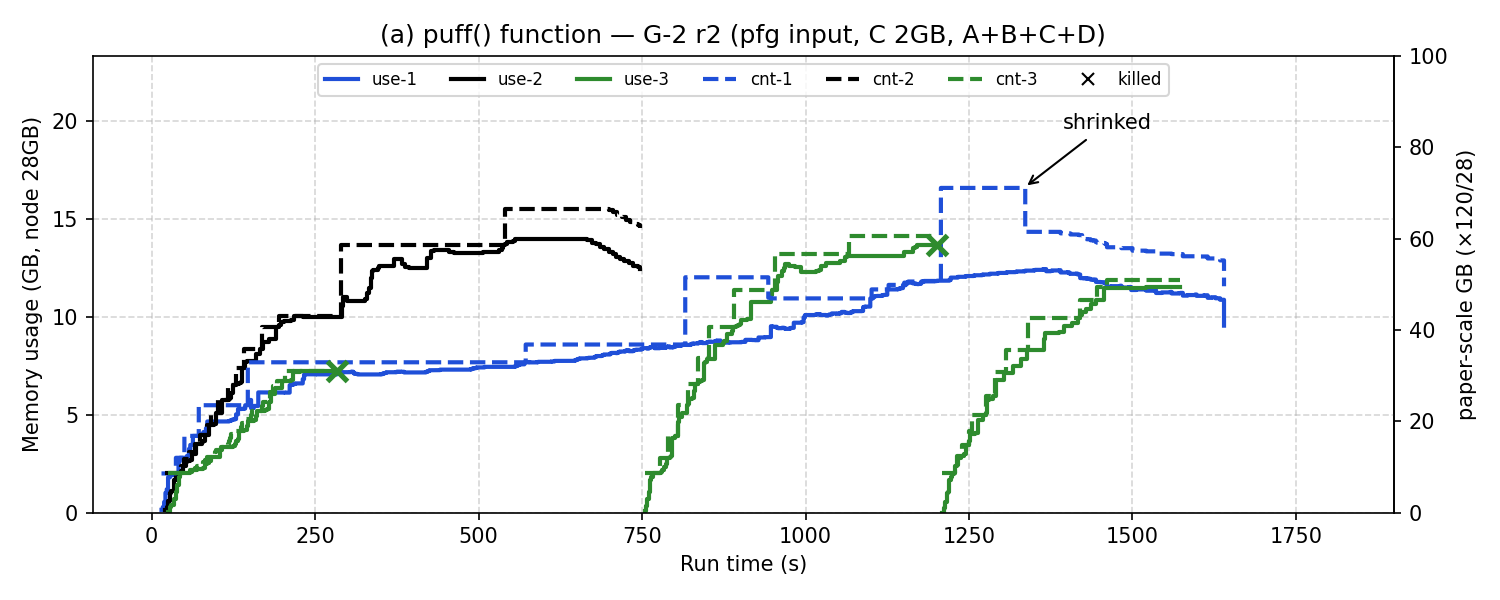 (a) puff() function — G-2 r2 (pfg input, C 2GB, A+B+C+D)
use-1 use-2 use-3 cnt-1 cnt-2 cnt-3 killed
shrinked
Memory usage (GB, node 28GB)
20
15
10
5
0
100
80
60
40
20
0
paper-scale GB (×120/28)
0 250 500 750 1000 1250 1500 1750
Run time (s)